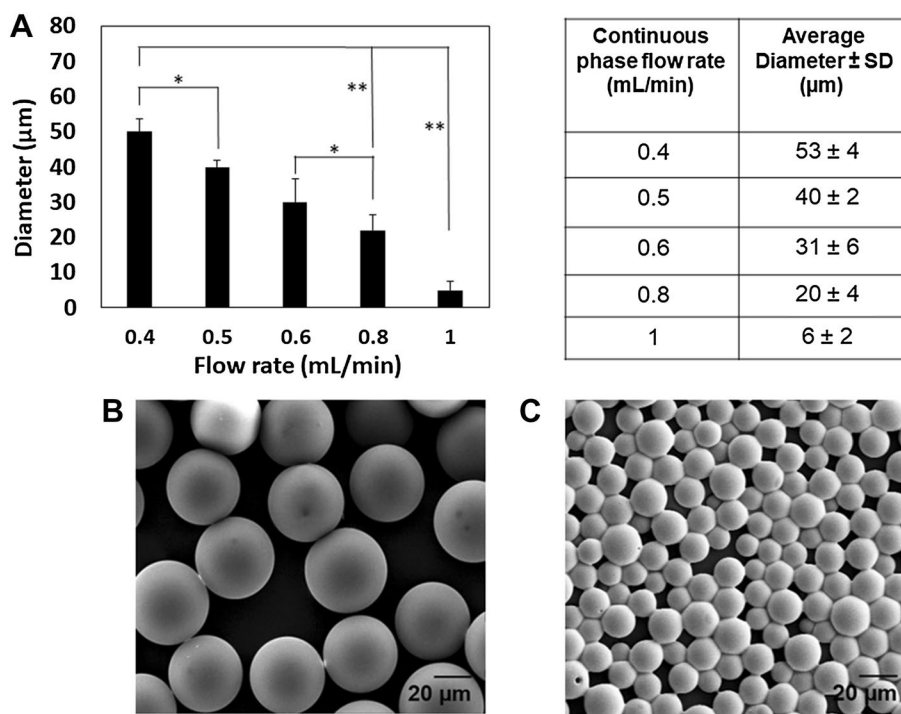 A
Diameter (µm)
80
70
60
50
40
30
20
10
0
*
**
*
**
0.4 0.5 0.6 0.8 1
Flow rate (mL/min)
Continuous phase flow rate (mL/min)
Average Diameter ± SD (µm)
0.4 53 ± 4
0.5 40 ± 2
0.6 31 ± 6
0.8 20 ± 4
1 6 ± 2
B
20 µm
C
20 µm